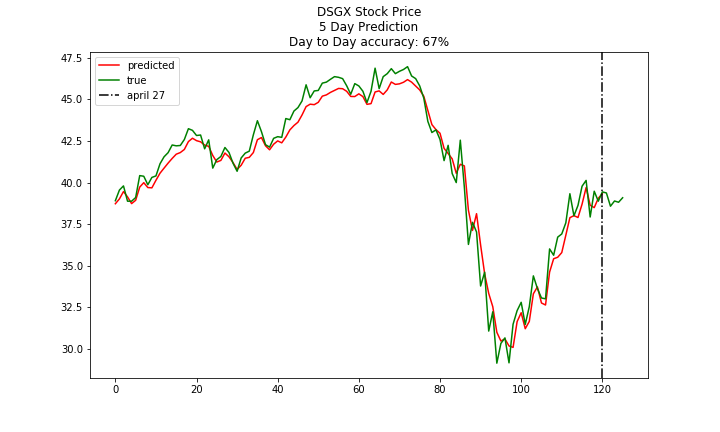 DSGX Stock Price
5 Day Prediction
Day to Day accuracy: 67%
predicted
true
april 27
47.5
45.0
42.5
40.0
37.5
35.0
32.5
30.0
0 20 40 60 80 100 120